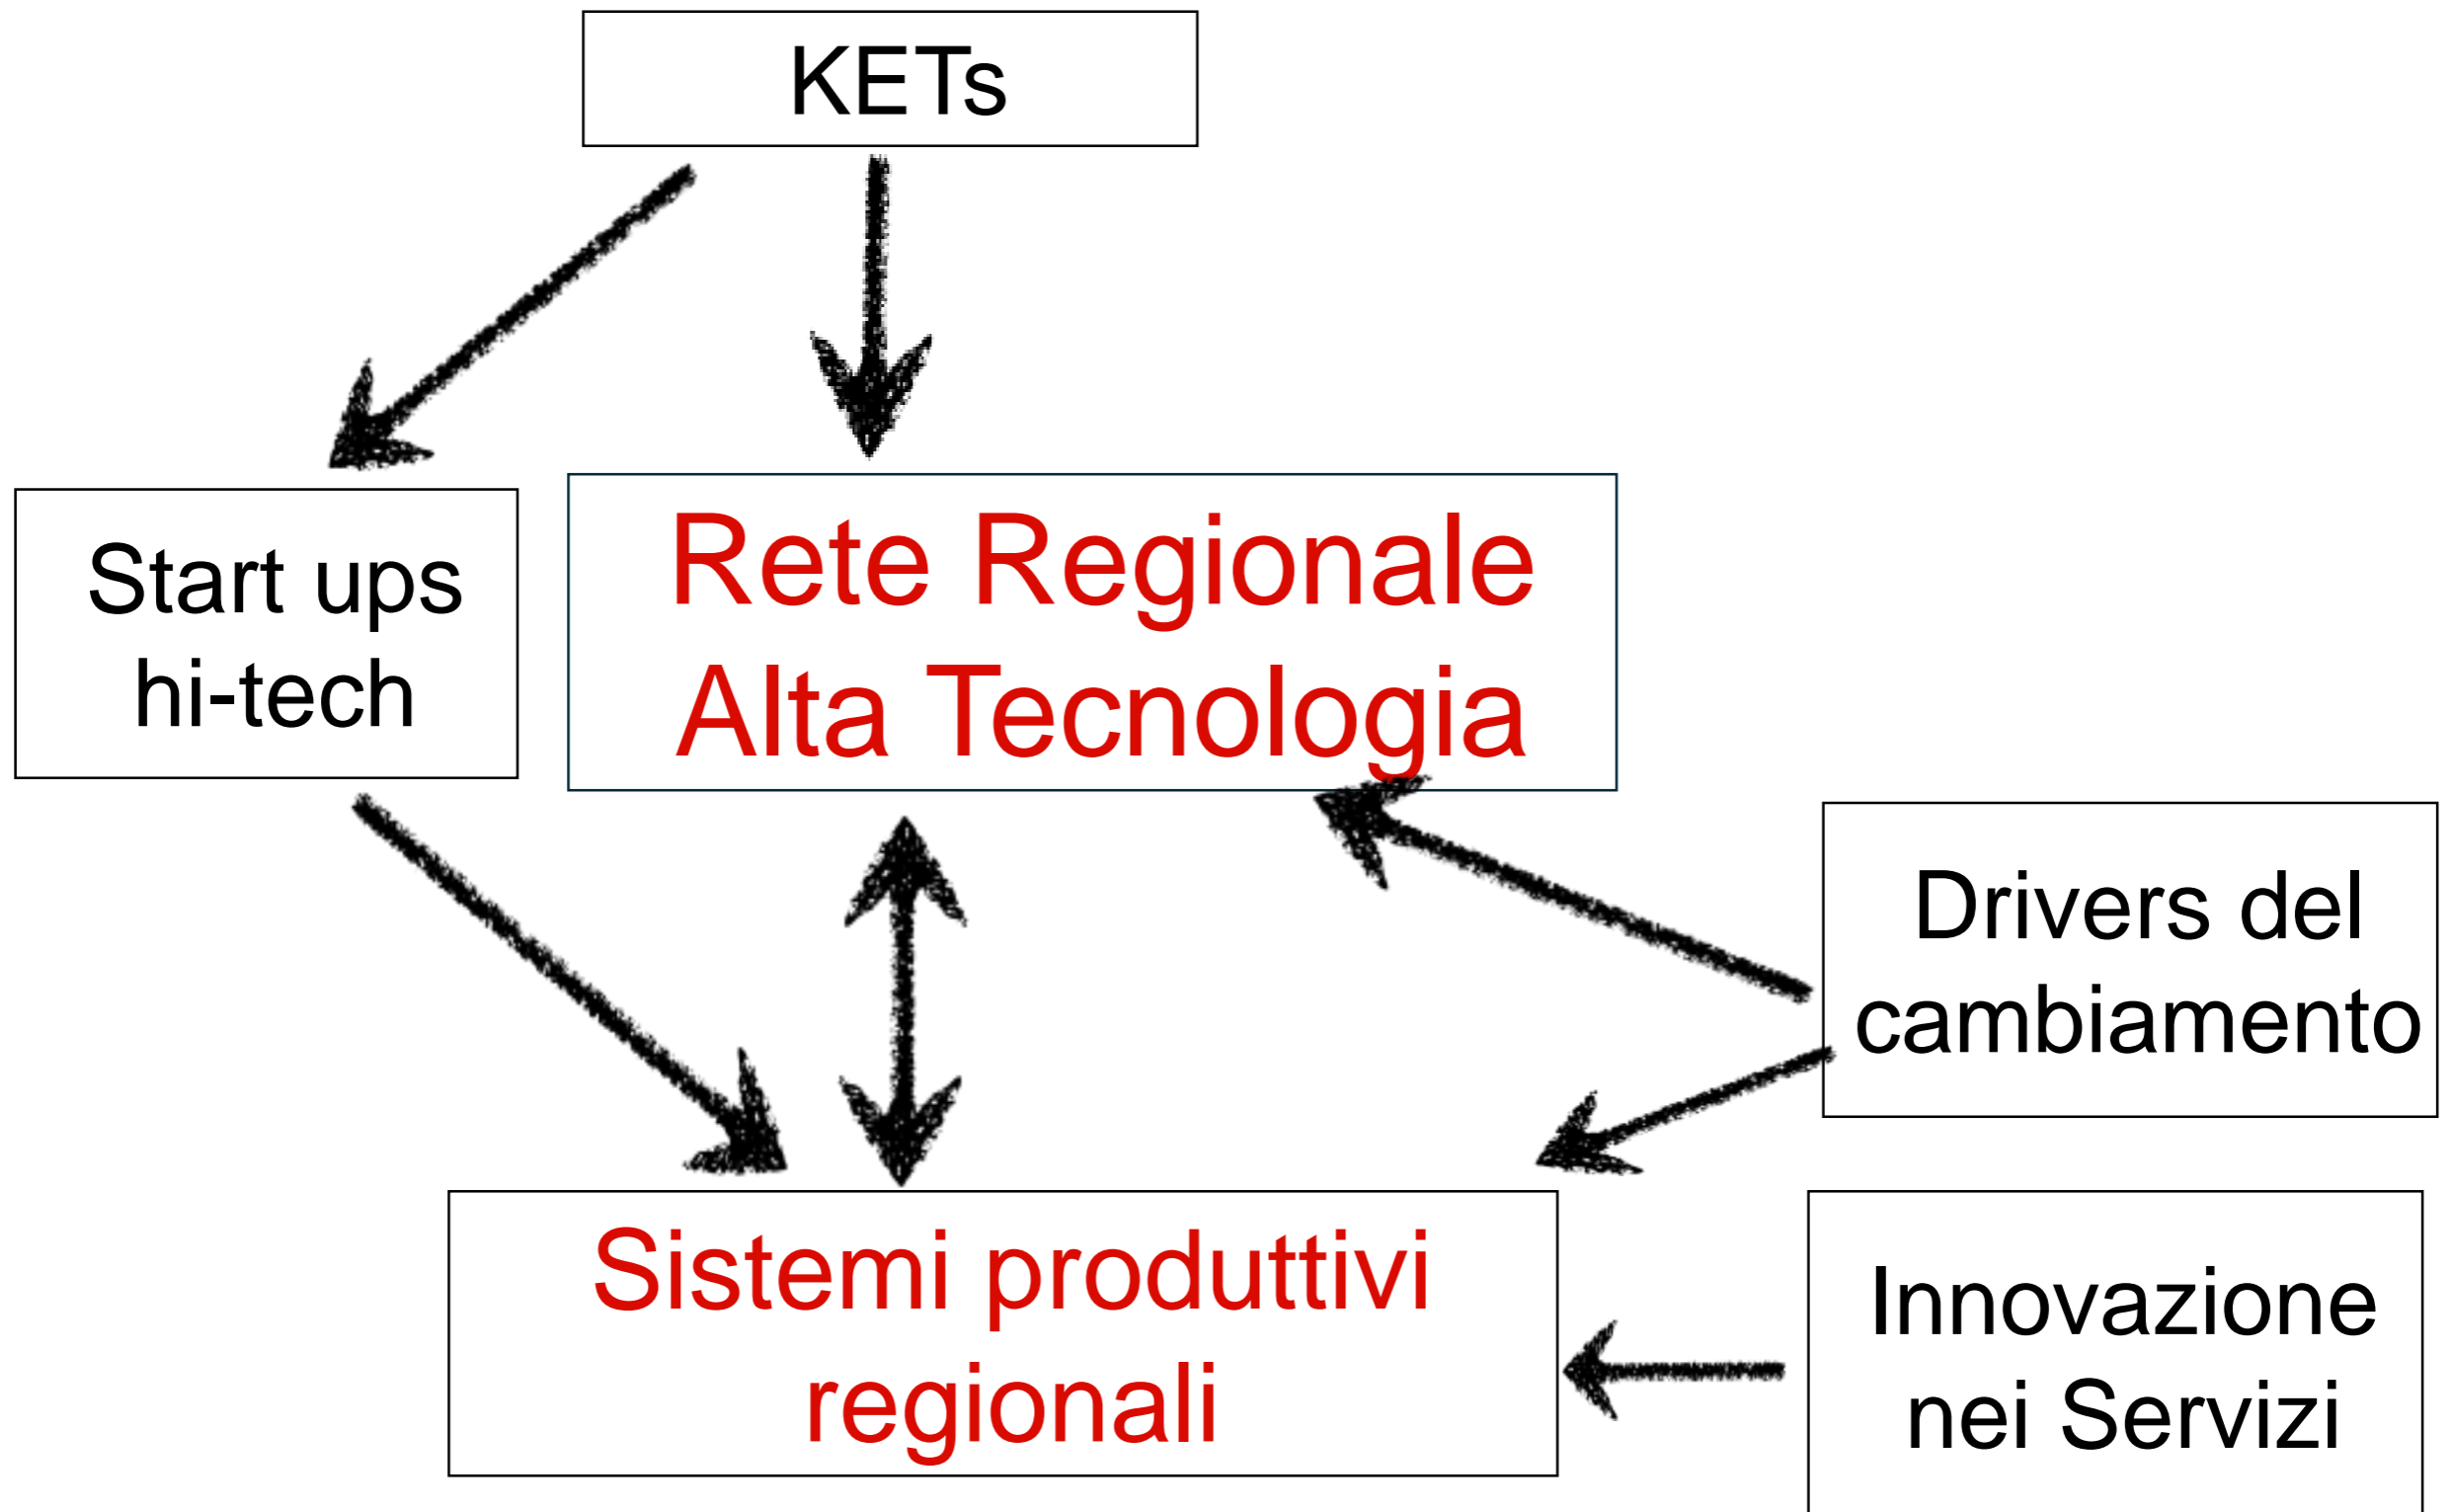 KETs
Start ups
hi-tech
Rete Regionale
Alta Tecnologia
Drivers del
cambiamento
Sistemi produttivi
regionali
Innovazione
nei Servizi